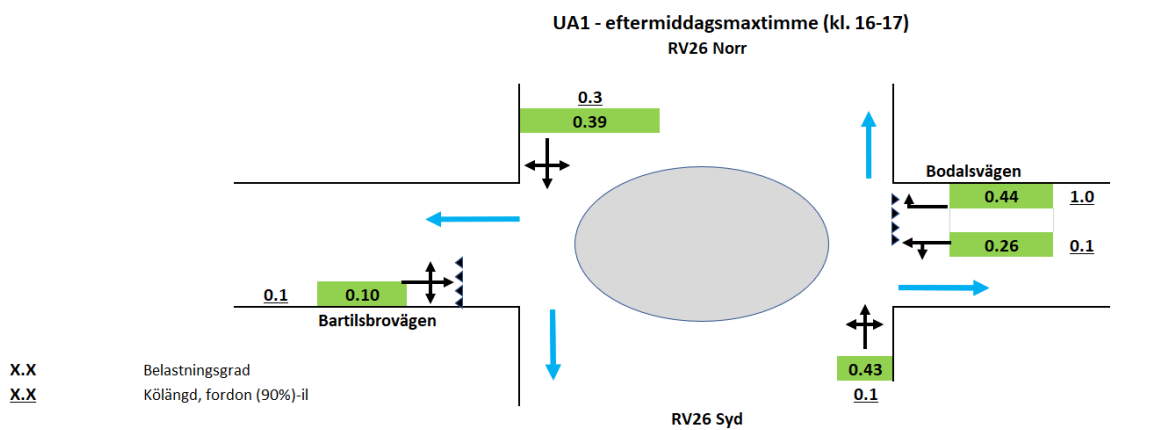 UA1 - eftermiddagsmaxtimme (kl. 16-17)
RV26 Norr
0.3
0.39
Bodalsvägen
0.44 1.0
0.26 0.1
0.1 0.10
Bartilsbrovägen
0.43
0.1
X.X Belastningsgrad
X.X Kölängd, fordon (90%)-il
RV26 Syd